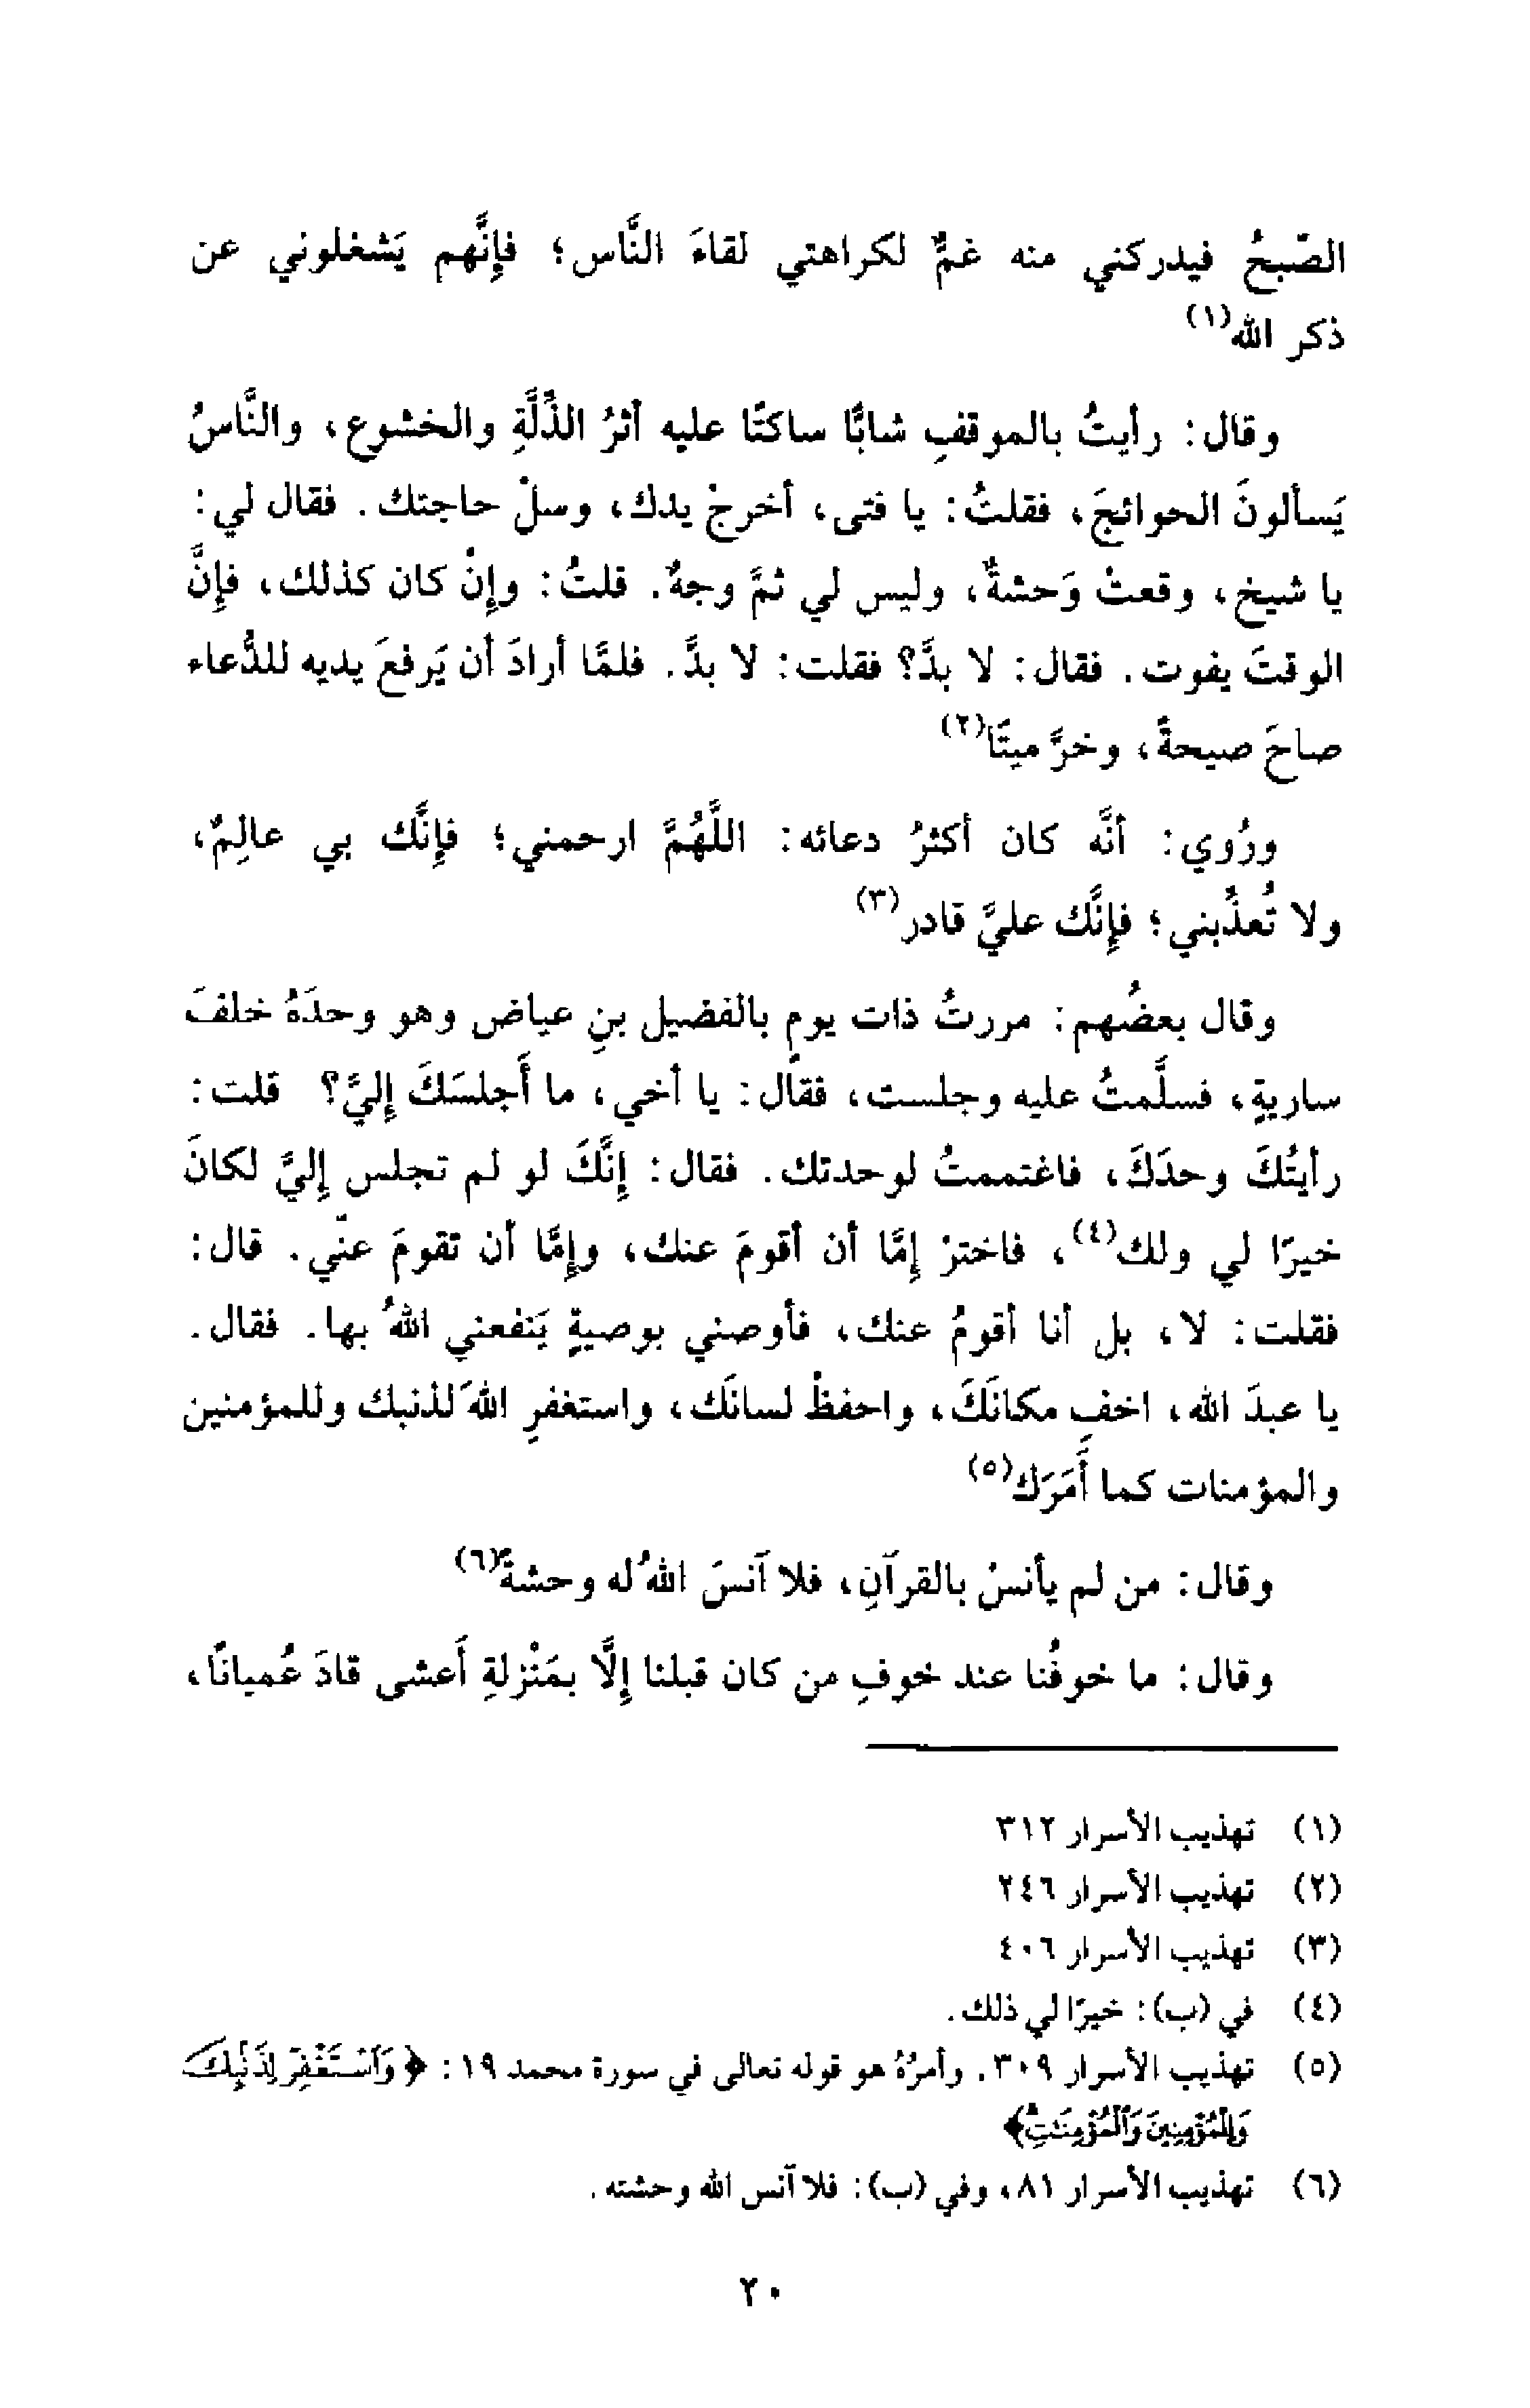 الصّبحُ فيدركني منه غمٌّ لكراهتي لقاءَ النَّاس؛ فإنَّهم يَشغلوني عن
ذكر الله(١)
وقال: رأيتُ بالموقفِ شابًّا ساكتًا عليه أثرُ الذِّلَّةِ والخشوع، والنَّاسُ
يَسألونَ الحوائجَ، فقلتُ: يا فتى، أخرجْ يدك، وسلْ حاجتك. فقال لي:
يا شيخ، وقعتْ وَحشةٌ، وليس لي ثمَّ وجهٌ. قلتُ: وإنْ كان كذلك، فإنَّ
الوقتَ يفوت. فقال: لا بدَّ؟ فقلت: لا بدَّ. فلمَّا أرادَ أن يَرفعَ يديه للدُّعاء
صاحَ صيحةً، وخرَّ ميتًا(٢)
ورُوي: أنَّه كان أكثرُ دعائه: اللَّهُمَّ ارحمني؛ فإنَّك بي عالِمٌ،
ولا تُعذِّبني؛ فإنَّك عليَّ قادر(٣)
وقال بعضُهم: مررتُ ذات يوم بالفضيل بنِ عياض وهو وحدَهُ خلفَ
ساريةٍ، فسلَّمتُ عليه وجلست، فقال: يا أخي، ما أَجلسَكَ إليَّ؟ قلت:
رأيتُكَ وحدَكَ، فاغتممتُ لوحدتك. فقال: إنَّكَ لو لم تجلس إليَّ لكانَ
خيرًا لي ولك(٤)، فاخترْ إمَّا أن أقومَ عنك، وإمَّا أن تقومَ عنّي. قال:
فقلت: لا، بل أنا أقومُ عنك، فأوصني بوصيةٍ يَنفعني اللهُ بها. فقال.
يا عبدَ الله، اخفِ مكانَكَ، واحفظْ لسانَك، واستغفرِ اللهَ لذنبك وللمؤمنين
والمؤمنات كما أَمَرَك(٥)
وقال: من لم يأنسْ بالقرآنِ، فلا آنسَ اللهُ له وحشةً(٦)
وقال: ما خوفُنا عند خوفِ من كان قبلنا إلَّا بمَنْزلةِ أَعشى قادَ عُميانًا،
(١) تهذيب الأسرار ٣١٢
(٢) تهذيب الأسرار ٢٤٦
(٣) تهذيب الأسرار ٤٠٦
(٤) في (ب): خيرًا لي ذلك.
(٥) تهذيب الأسرار ٣٠٩. وأمرُهُ هو قوله تعالى في سورة محمد ١٩: ﴿وَٱسْتَغْفِرْ لِذَنۢبِكَ
وَلِلْمُؤْمِنِينَ وَٱلْمُؤْمِنَٰتِ﴾
(٦) تهذيب الأسرار ٨١، وفي (ب): فلا آنس الله وحشته.
٢٠